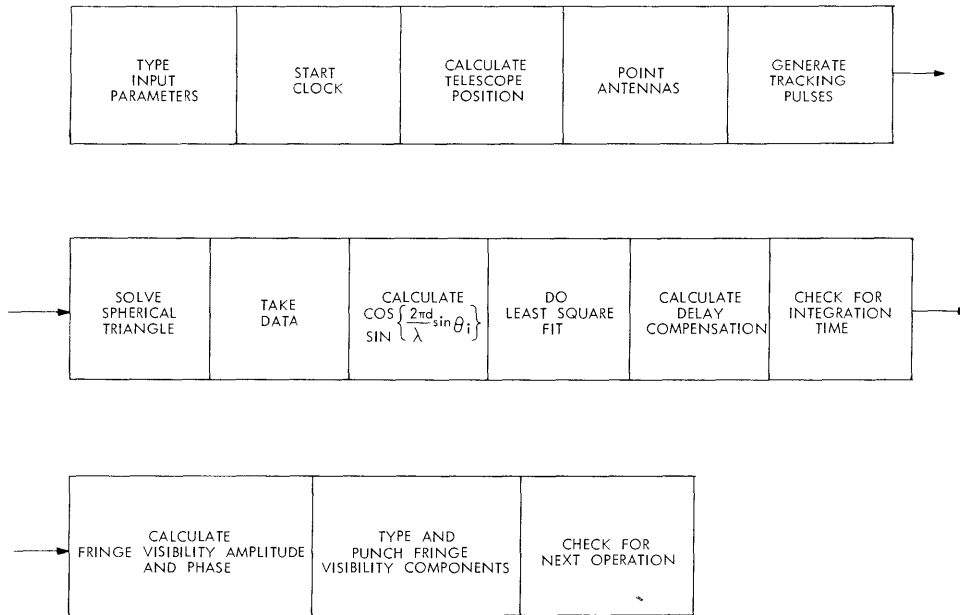 TYPE
INPUT
PARAMETERS
START
CLOCK
CALCULATE
TELESCOPE
POSITION
POINT
ANTENNAS
GENERATE
TRACKING
PULSES
SOLVE
SPHERICAL
TRIANGLE
TAKE
DATA
CALCULATE
COS
SIN {2πd/λ sin θi}
DO
LEAST SQUARE
FIT
CALCULATE
DELAY
COMPENSATION
CHECK FOR
INTEGRATION
TIME
CALCULATE
FRINGE VISIBILITY AMPLITUDE
AND PHASE
TYPE AND
PUNCH FRINGE
VISIBILITY COMPONENTS
CHECK FOR
NEXT OPERATION